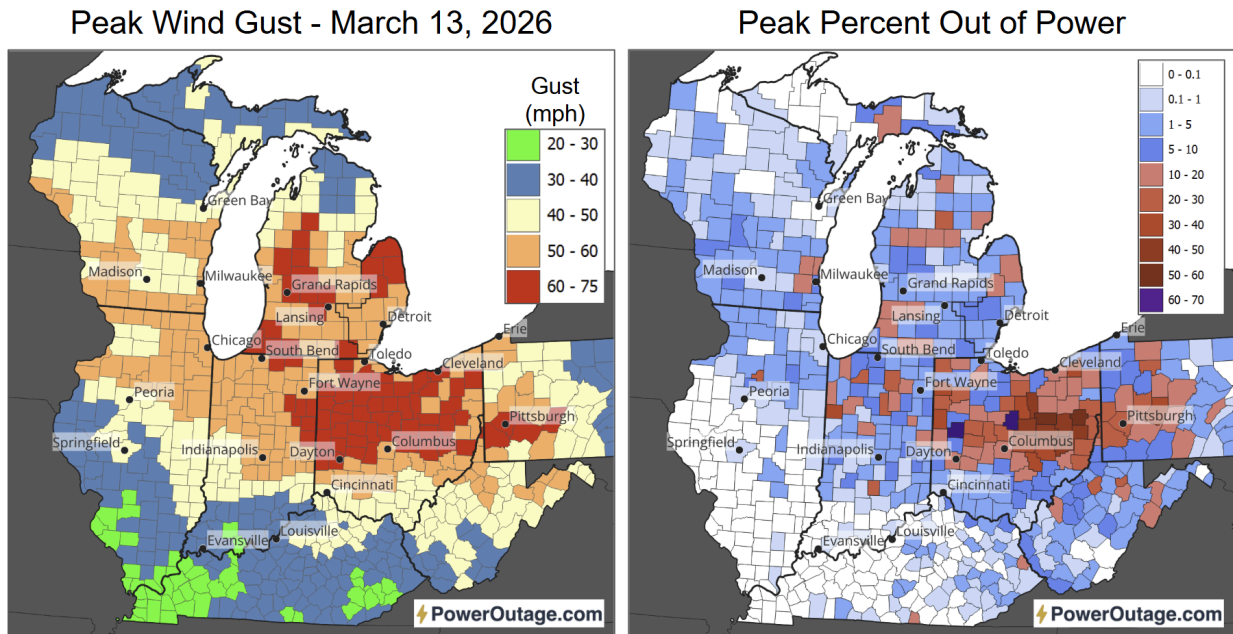 Peak Wind Gust - March 13, 2026
Gust
(mph)
20 - 30
30 - 40
40 - 50
50 - 60
60 - 75
Green Bay
Madison
Milwaukee
Grand Rapids
Lansing
Detroit
Chicago
South Bend
Toledo
Erie
Cleveland
Fort Wayne
Peoria
Pittsburgh
Springfield
Indianapolis
Dayton
Columbus
Cincinnati
Evansville
Louisville
PowerOutage.com
Peak Percent Out of Power
0 - 0.1
0.1 - 1
1 - 5
5 - 10
10 - 20
20 - 30
30 - 40
40 - 50
50 - 60
60 - 70
Green Bay
Madison
Milwaukee
Grand Rapids
Lansing
Detroit
Chicago
South Bend
Toledo
Erie
Cleveland
Fort Wayne
Peoria
Pittsburgh
Springfield
Indianapolis
Dayton
Columbus
Cincinnati
Evansville
Louisville
PowerOutage.com